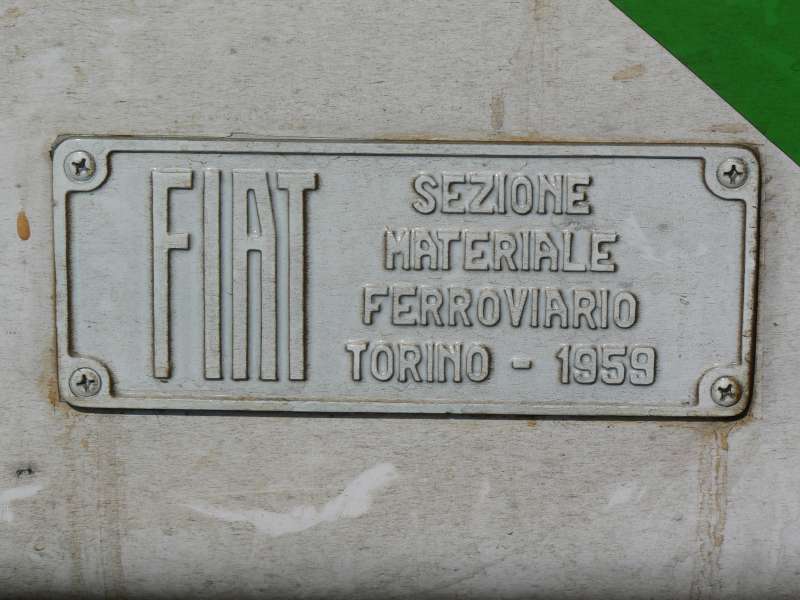 FIAT
SEZIONE
MATERIALE
FERROVIARIO
TORINO - 1959